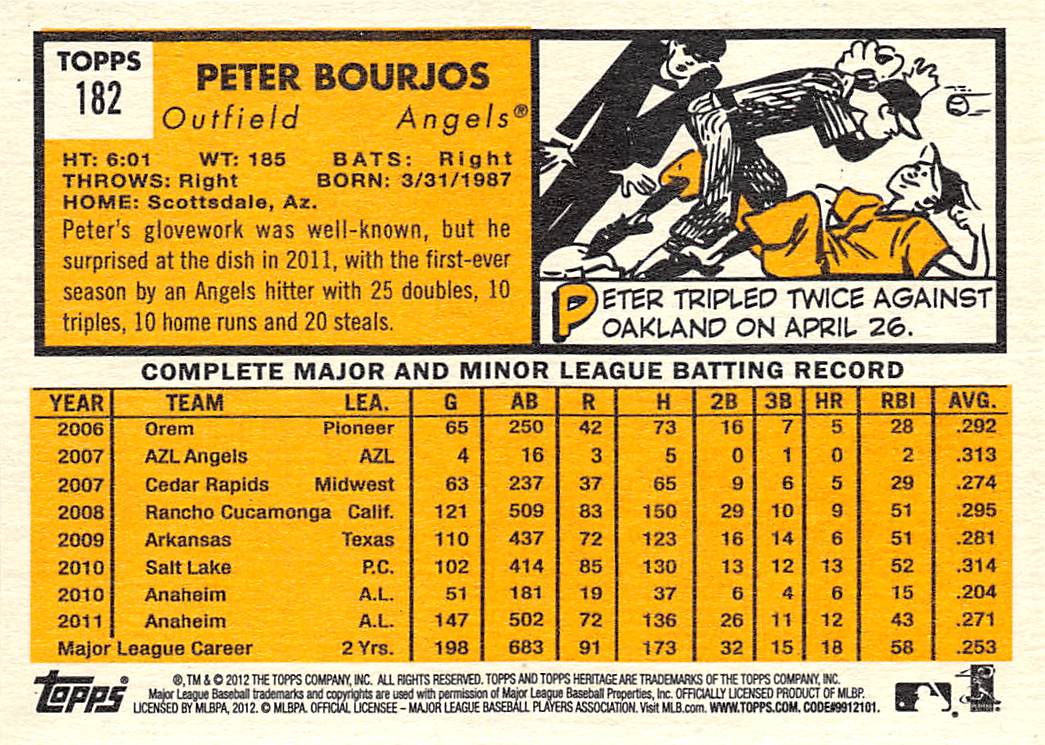 TOPPS
182
PETER BOURJOS
Outfield Angels®
HT: 6:01 WT: 185 BATS: Right
THROWS: Right BORN: 3/31/1987
HOME: Scottsdale, Az.
Peter's glovework was well-known, but he
surprised at the dish in 2011, with the first-ever
season by an Angels hitter with 25 doubles, 10
triples, 10 home runs and 20 steals.
PETER TRIPLED TWICE AGAINST
OAKLAND ON APRIL 26.
COMPLETE MAJOR AND MINOR LEAGUE BATTING RECORD
YEAR TEAM LEA. G AB R H 2B 3B HR RBI AVG.
2006 Orem Pioneer 65 250 42 73 16 7 5 28 .292
2007 AZL Angels AZL 4 16 3 5 0 1 0 2 .313
2007 Cedar Rapids Midwest 63 237 37 65 9 6 5 29 .274
2008 Rancho Cucamonga Calif. 121 509 83 150 29 10 9 51 .295
2009 Arkansas Texas 110 437 72 123 16 14 6 51 .281
2010 Salt Lake P.C. 102 414 85 130 13 12 13 52 .314
2010 Anaheim A.L. 51 181 19 37 6 4 6 15 .204
2011 Anaheim A.L. 147 502 72 136 26 11 12 43 .271
Major League Career 2 Yrs. 198 683 91 173 32 15 18 58 .253
Topps®
®, TM & © 2012 THE TOPPS COMPANY, INC. ALL RIGHTS RESERVED. TOPPS AND TOPPS HERITAGE ARE TRADEMARKS OF THE TOPPS COMPANY, INC.
Major League Baseball trademarks and copyrights are used with permission of Major League Baseball Properties, Inc. OFFICIALLY LICENSED PRODUCT OF MLBP.
LICENSED BY MLBPA, 2012. © MLBPA. OFFICIAL LICENSEE – MAJOR LEAGUE BASEBALL PLAYERS ASSOCIATION. Visit MLB.com. WWW.TOPPS.COM. CODE#9912101.